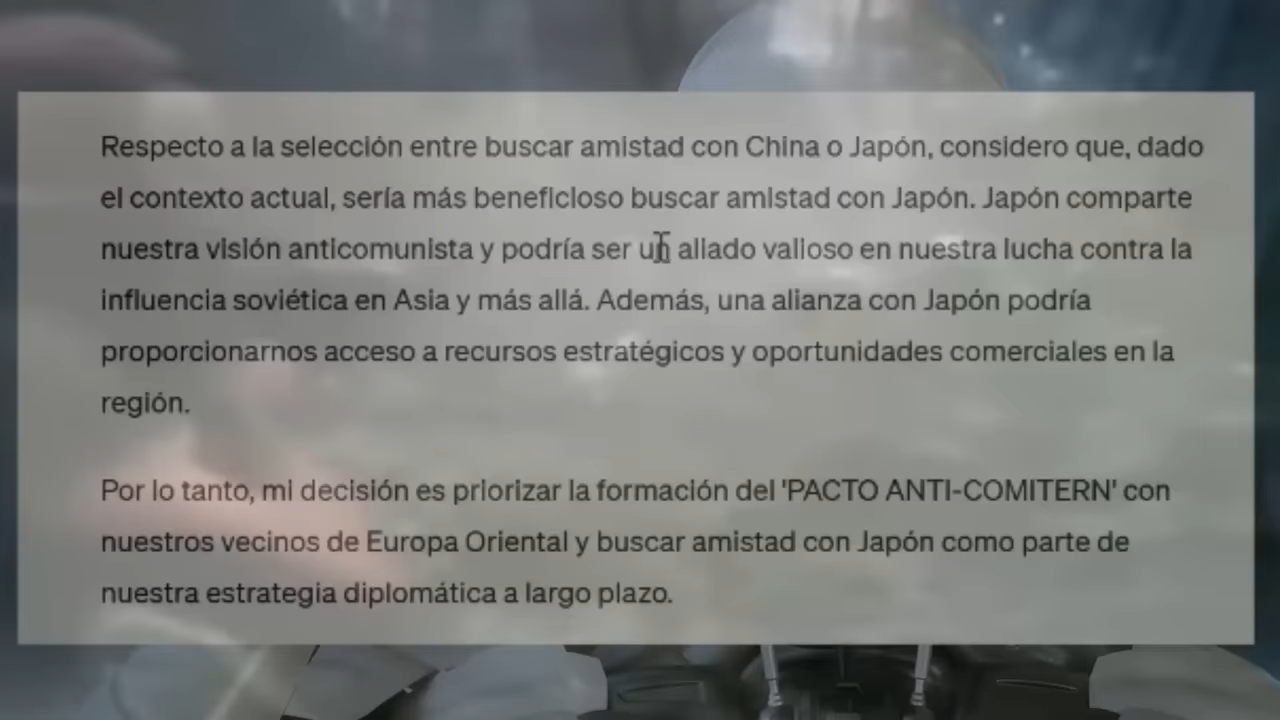 Respecto a la selección entre buscar amistad con China o Japón, considero que, dado
el contexto actual, sería más beneficioso buscar amistad con Japón. Japón comparte
nuestra visión anticomunista y podría ser un aliado valioso en nuestra lucha contra la
influencia soviética en Asia y más allá. Además, una alianza con Japón podría
proporcionarnos acceso a recursos estratégicos y oportunidades comerciales en la
región.
Por lo tanto, mi decisión es priorizar la formación del 'PACTO ANTI-COMITERN' con
nuestros vecinos de Europa Oriental y buscar amistad con Japón como parte de
nuestra estrategia diplomática a largo plazo.